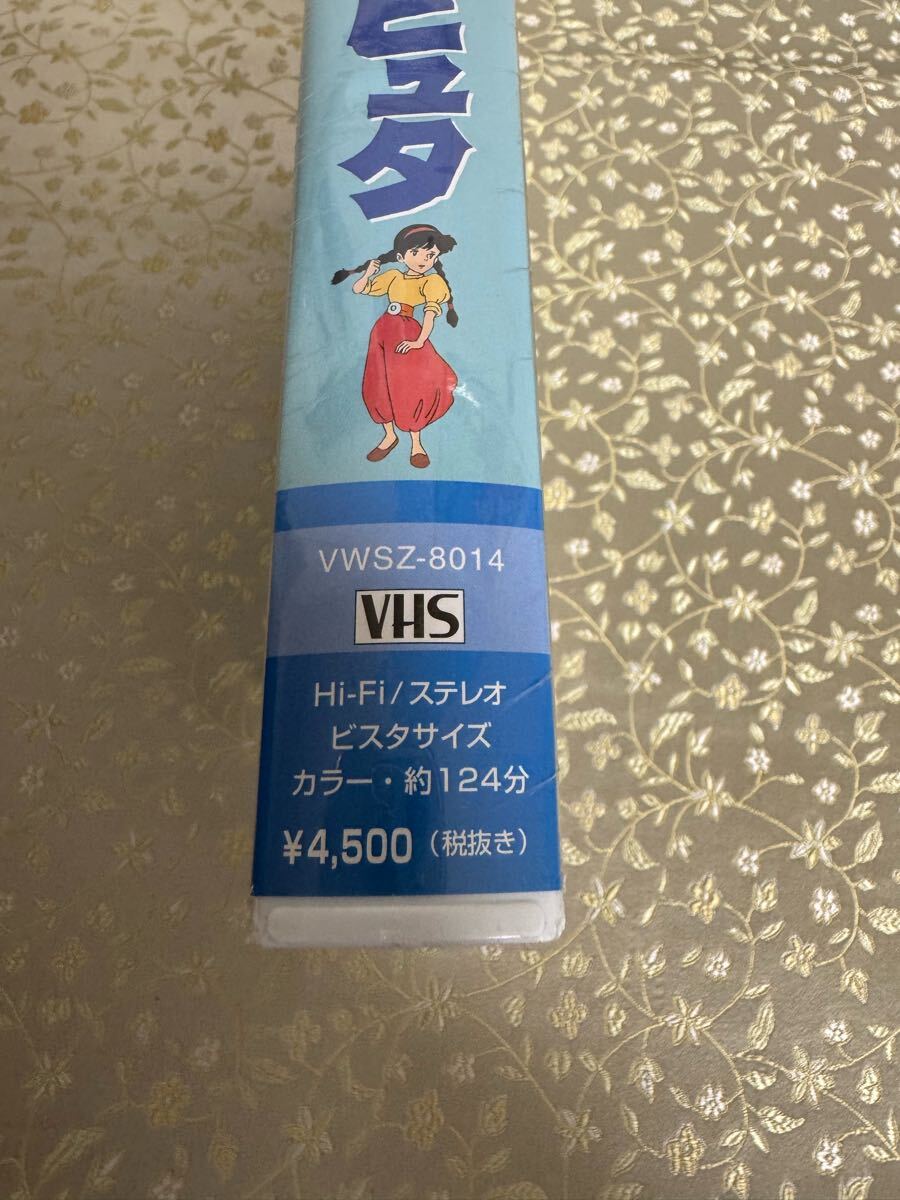 ピュタ
VWSZ-8014
VHS
Hi-Fi/ステレオ
ビスタサイズ
カラー・約124分
¥4,500（税抜き）